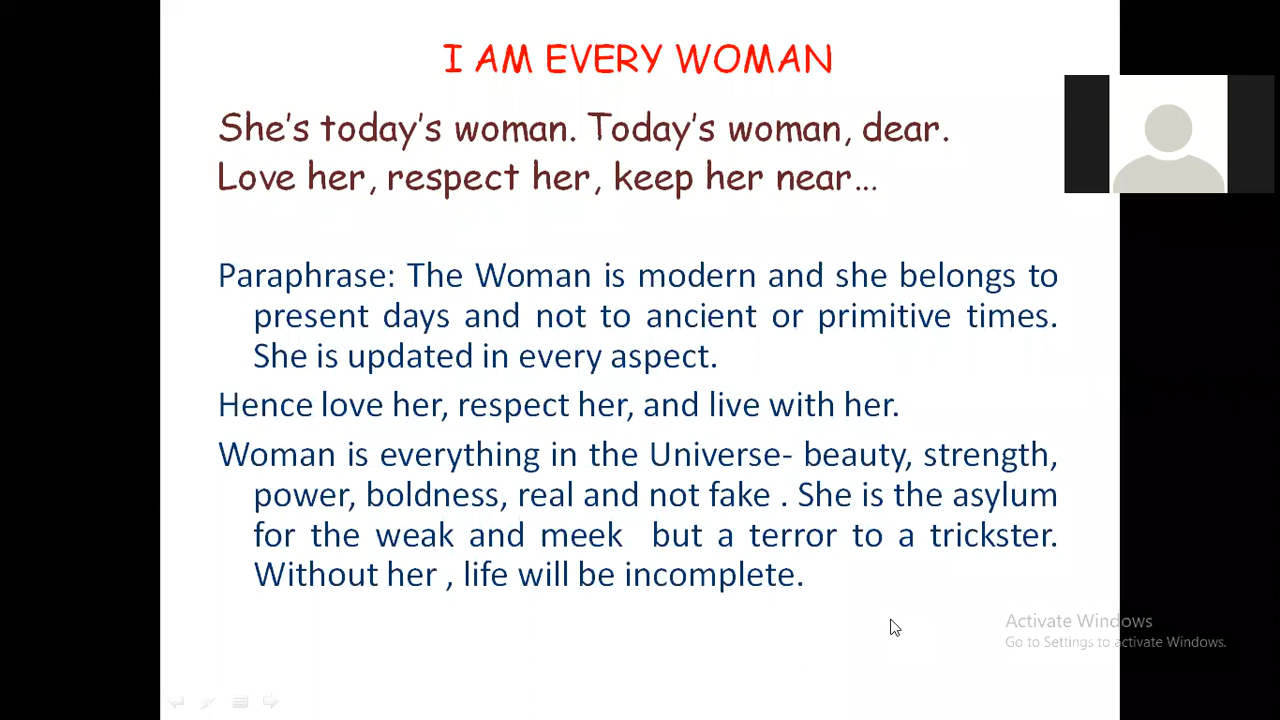 I AM EVERY WOMAN
She's today's woman. Today's woman, dear.
Love her, respect her, keep her near...
Paraphrase: The Woman is modern and she belongs to
present days and not to ancient or primitive times.
She is updated in every aspect.
Hence love her, respect her, and live with her.
Woman is everything in the Universe- beauty, strength,
power, boldness, real and not fake . She is the asylum
for the weak and meek  but a terror to a trickster.
Without her , life will be incomplete.
Activate Windows
Go to Settings to activate Windows.